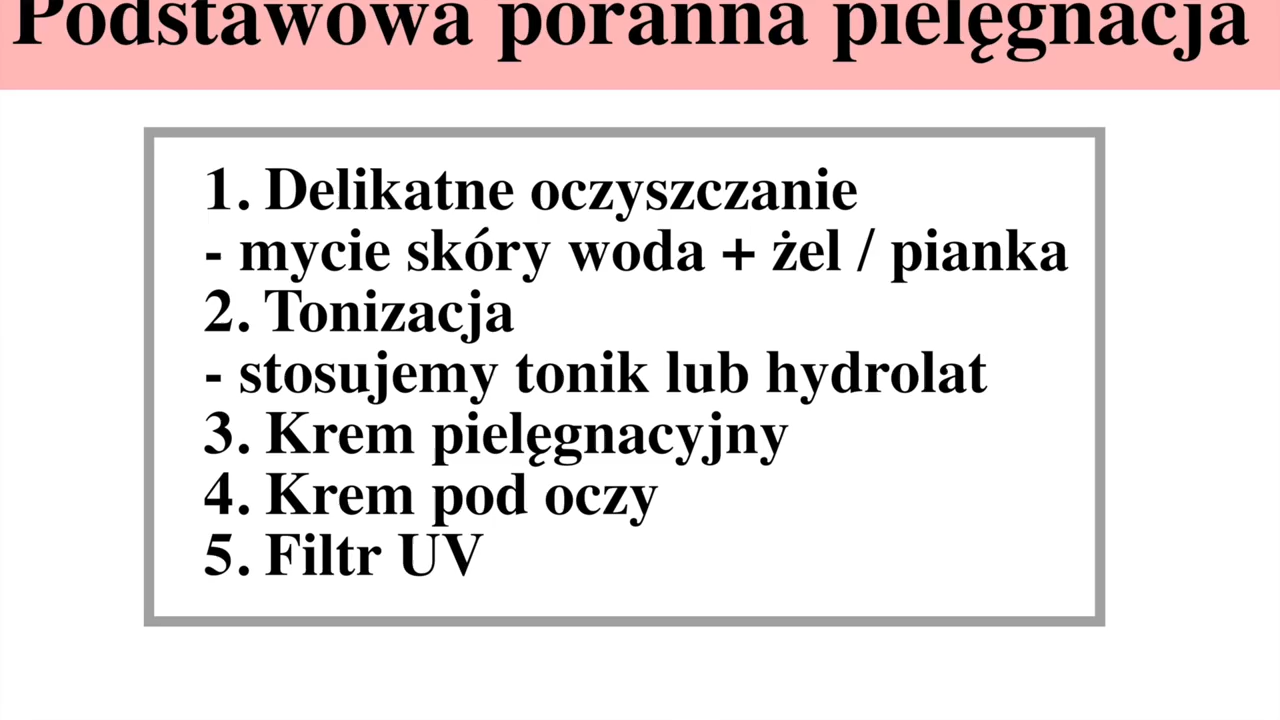 Podstawowa poranna pielęgnacja
1. Delikatne oczyszczanie
- mycie skóry woda + żel / pianka
2. Tonizacja
- stosujemy tonik lub hydrolat
3. Krem pielęgnacyjny
4. Krem pod oczy
5. Filtr UV